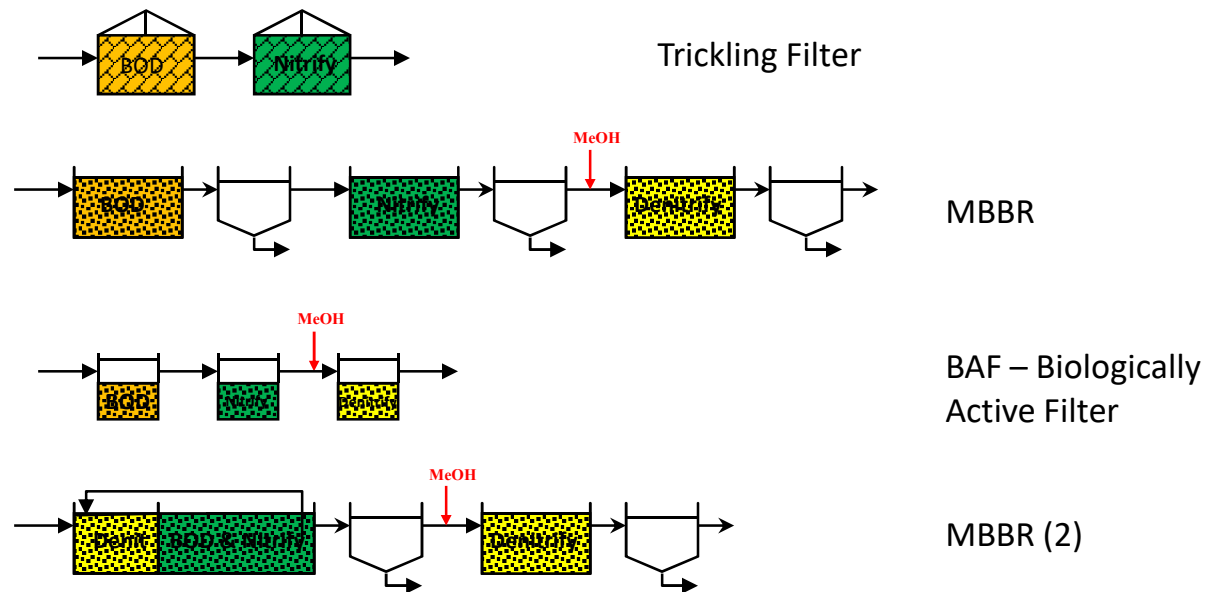 BOD
Nitrify
Trickling Filter
MeOH
BOD
Nitrify
Denitrify
MBBR
MeOH
BOD
Nitrify
Denitrify
BAF – Biologically
Active Filter
MeOH
Denif
BOD & Nitrify
Denitrify
MBBR (2)